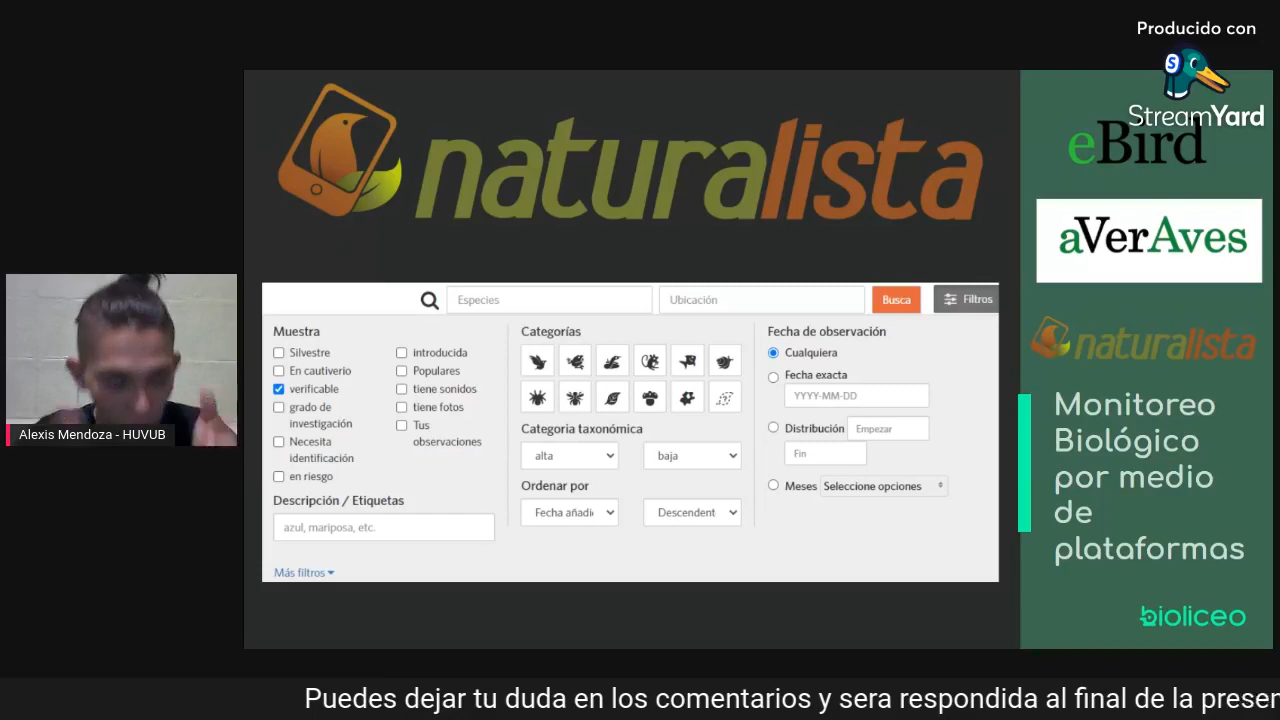 Producido con
StreamYard
eBird
aVerAves
naturalista
Monitoreo
Biológico
por medio
de
plataformas
bioliceo
naturalista
Especies
Ubicación
Busca
Filtros
Muestra
Silvestre
introducida
En cautiverio
Populares
verificable
tiene sonidos
grado de
investigación
tiene fotos
Necesita
identificación
Tus
observaciones
en riesgo
Descripción / Etiquetas
azul, mariposa, etc.
Más filtros
Categorías
Categoria taxonómica
alta
baja
Ordenar por
Fecha añadi
Descendent
Fecha de observación
Cualquiera
Fecha exacta
YYYY-MM-DD
Distribución
Empezar
Fin
Meses
Seleccione opciones
Alexis Mendoza - HUVUB
Puedes dejar tu duda en los comentarios y sera respondida al final de la presen